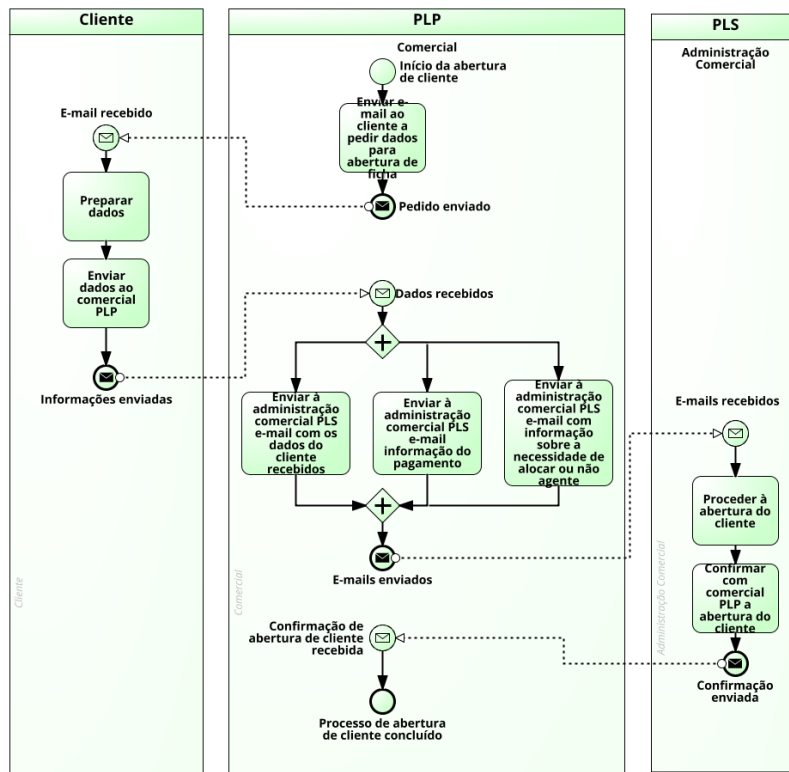 Cliente
PLP
PLS
Comercial
Administração
Comercial
Início da abertura
de cliente
Enviar e-
mail ao
cliente a
pedir dados
para
abertura de
ficha
E-mail recebido
Pedido enviado
Preparar
dados
Enviar
dados ao
comercial
PLP
Informações enviadas
Dados recebidos
Enviar à
administração
comercial PLS
e-mail com os
dados do
cliente
recebidos
Enviar à
administração
comercial PLS
e-mail
informação do
pagamento
Enviar à
administração
comercial PLS
e-mail com
informação
sobre a
necessidade de
alocar ou não
agente
E-mails enviados
E-mails recebidos
Proceder à
abertura do
cliente
Confirmar
com
comercial
PLP a
abertura do
cliente
Confirmação
enviada
Confirmação de
abertura de cliente
recebida
Processo de abertura
de cliente concluído
Cliente
Comercial
Administração Comercial